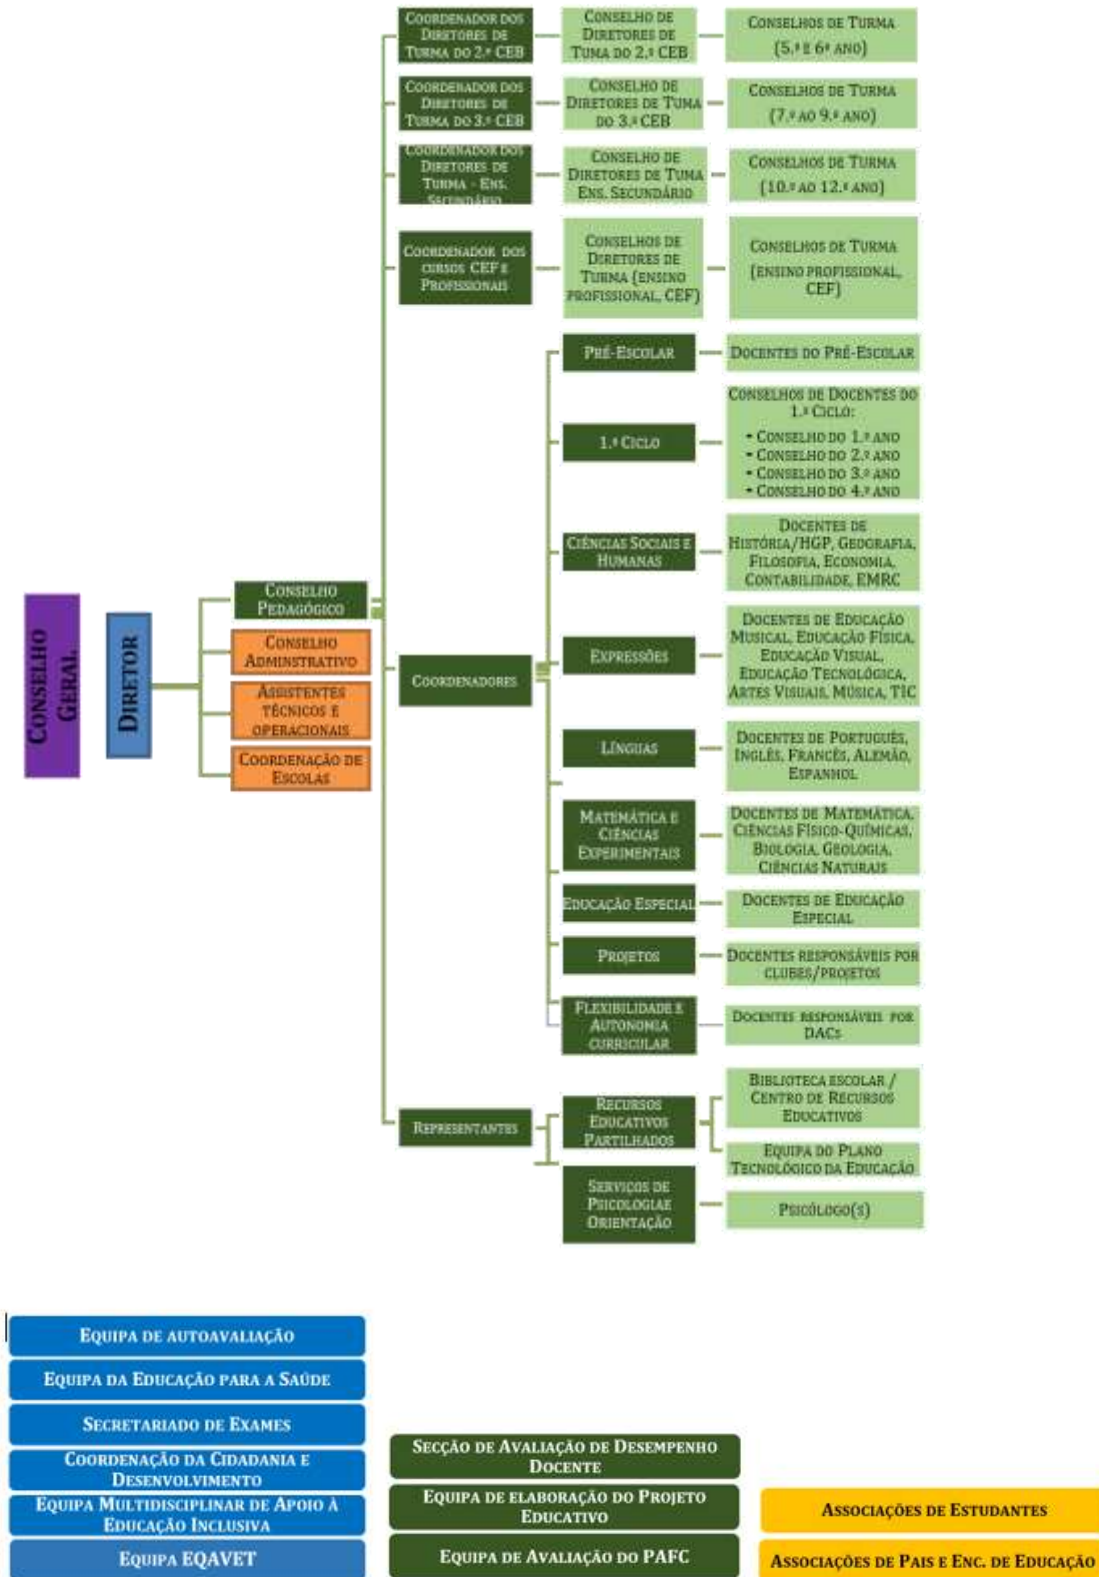 COORDENADOR DOS
DIRETORES DE
TURMA DO 2.º CEB
CONSELHO DE
DIRETORES DE
TUMA DO 2.º CEB
CONSELHOS DE TURMA
(5.º E 6º ANO)
COORDENADOR DOS
DIRETORES DE
TURMA DO 3.º CEB
CONSELHO DE
DIRETORES DE TUMA
DO 3.º CEB
CONSELHOS DE TURMA
(7.º AO 9.º ANO)
COORDENADOR DOS
DIRETORES DE
TURMA - ENS.
SECUNDÁRIO
CONSELHO DE
DIRETORES DE TUMA
ENS. SECUNDÁRIO
CONSELHOS DE TURMA
(10.º AO 12.º ANO)
COORDENADOR DOS
CURSOS CEF E
PROFISSIONAIS
CONSELHOS DE
DIRETORES DE
TURMA (ENSINO
PROFISSIONAL, CEF)
CONSELHOS DE TURMA
(ENSINO PROFISSIONAL,
CEF)
CONSELHO
GERAL
DIRETOR
CONSELHO
PEDAGÓGICO
CONSELHO
ADMINSTRATIVO
ASSISTENTES
TÉCNICOS E
OPERACIONAIS
COORDENAÇÃO DE
ESCOLAS
COORDENADORES
PRÉ-ESCOLAR
DOCENTES DO PRÉ-ESCOLAR
1.º CICLO
CONSELHOS DE DOCENTES DO
1.º CICLO:
- CONSELHO DO 1.º ANO
- CONSELHO DO 2.º ANO
- CONSELHO DO 3.º ANO
- CONSELHO DO 4.º ANO
CIÊNCIAS SOCIAIS E
HUMANAS
DOCENTES DE
HISTÓRIA/HGP, GEOGRAFIA,
FILOSOFIA, ECONOMIA,
CONTABILIDADE, EMRC
EXPRESSÕES
DOCENTES DE EDUCAÇÃO
MUSICAL, EDUCAÇÃO FÍSICA,
EDUCAÇÃO VISUAL,
EDUCAÇÃO TECNOLÓGICA,
ARTES VISUAIS, MÚSICA, TIC
LÍNGUAS
DOCENTES DE PORTUGUÊS,
INGLÊS, FRANCÊS, ALEMÃO,
ESPANHOL
MATEMÁTICA E
CIÊNCIAS
EXPERIMENTAIS
DOCENTES DE MATEMÁTICA,
CIÊNCIAS FÍSICO-QUÍMICAS,
BIOLOGIA, GEOLOGIA,
CIÊNCIAS NATURAIS
EDUCAÇÃO ESPECIAL
DOCENTES DE EDUCAÇÃO
ESPECIAL
PROJETOS
DOCENTES RESPONSÁVEIS POR
CLUBES/PROJETOS
FLEXIBILIDADE E
AUTONOMIA
CURRICULAR
DOCENTES RESPONSÁVEIS POR
DACS
REPRESENTANTES
RECURSOS
EDUCATIVOS
PARTILHADOS
BIBLIOTECA ESCOLAR /
CENTRO DE RECURSOS
EDUCATIVOS
EQUIPA DO PLANO
TECNOLÓGICO DA EDUCAÇÃO
SERVIÇOS DE
PSICOLOGIAE
ORIENTAÇÃO
PSICÓLOGO(S)
EQUIPA DE AUTOAVALIAÇÃO
EQUIPA DA EDUCAÇÃO PARA A SAÚDE
SECRETARIADO DE EXAMES
COORDENAÇÃO DA CIDADANIA E
DESENVOLVIMENTO
EQUIPA MULTIDISCIPLINAR DE APOIO À
EDUCAÇÃO INCLUSIVA
EQUIPA EQAVET
SECÇÃO DE AVALIAÇÃO DE DESEMPENHO
DOCENTE
EQUIPA DE ELABORAÇÃO DO PROJETO
EDUCATIVO
EQUIPA DE AVALIAÇÃO DO PAFC
ASSOCIAÇÕES DE ESTUDANTES
ASSOCIAÇÕES DE PAIS E ENC. DE EDUCAÇÃO